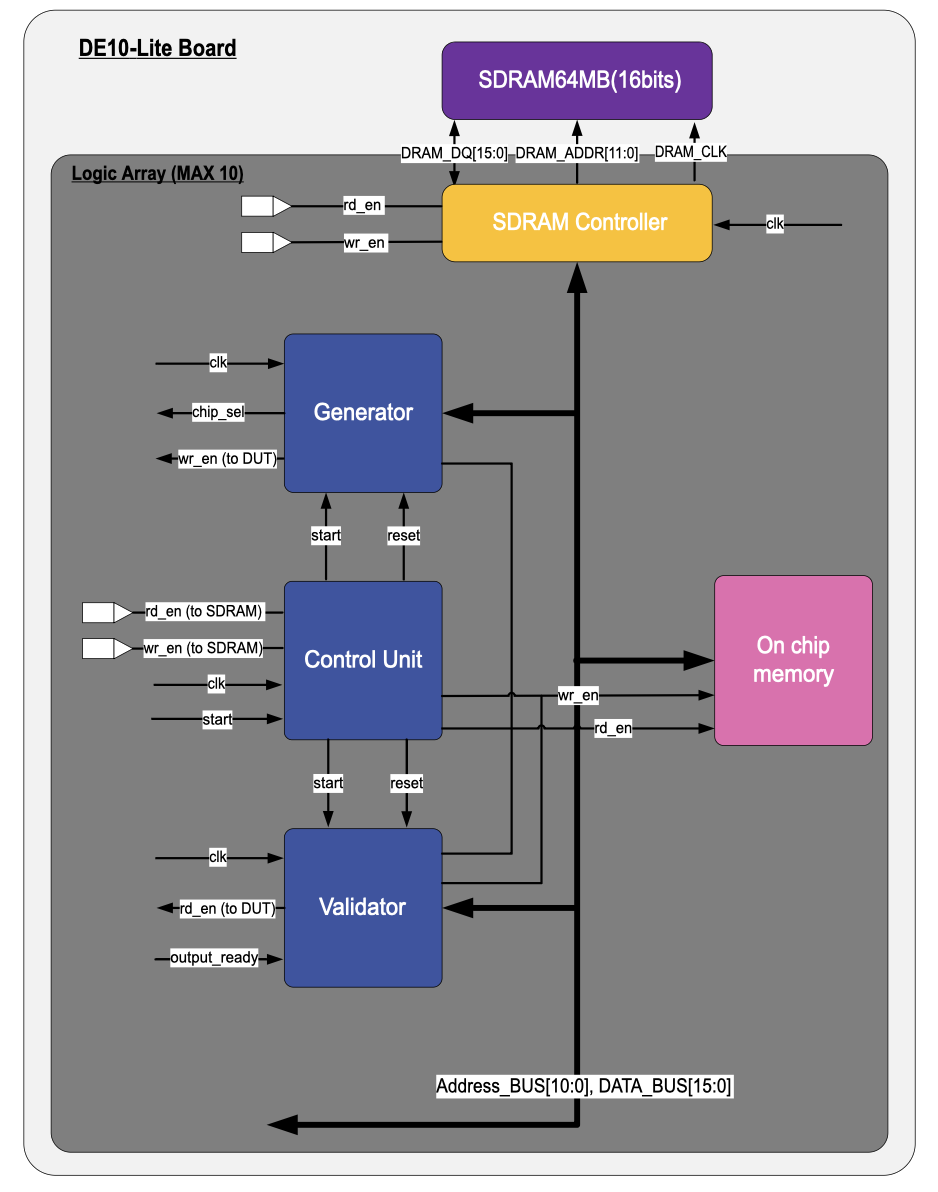 DE10-Lite Board
SDRAM64MB(16bits)
DRAM_DQ[15:0]
DRAM_ADDR[11:0]
DRAM_CLK
Logic Array (MAX 10)
rd_en
SDRAM Controller
clk
wr_en
clk
Generator
chip_sel
wr_en (to DUT)
start
reset
rd_en (to SDRAM)
wr_en (to SDRAM)
Control Unit
clk
start
On chip
memory
wr_en
rd_en
start
reset
clk
Validator
rd_en (to DUT)
output_ready
Address_BUS[10:0], DATA_BUS[15:0]